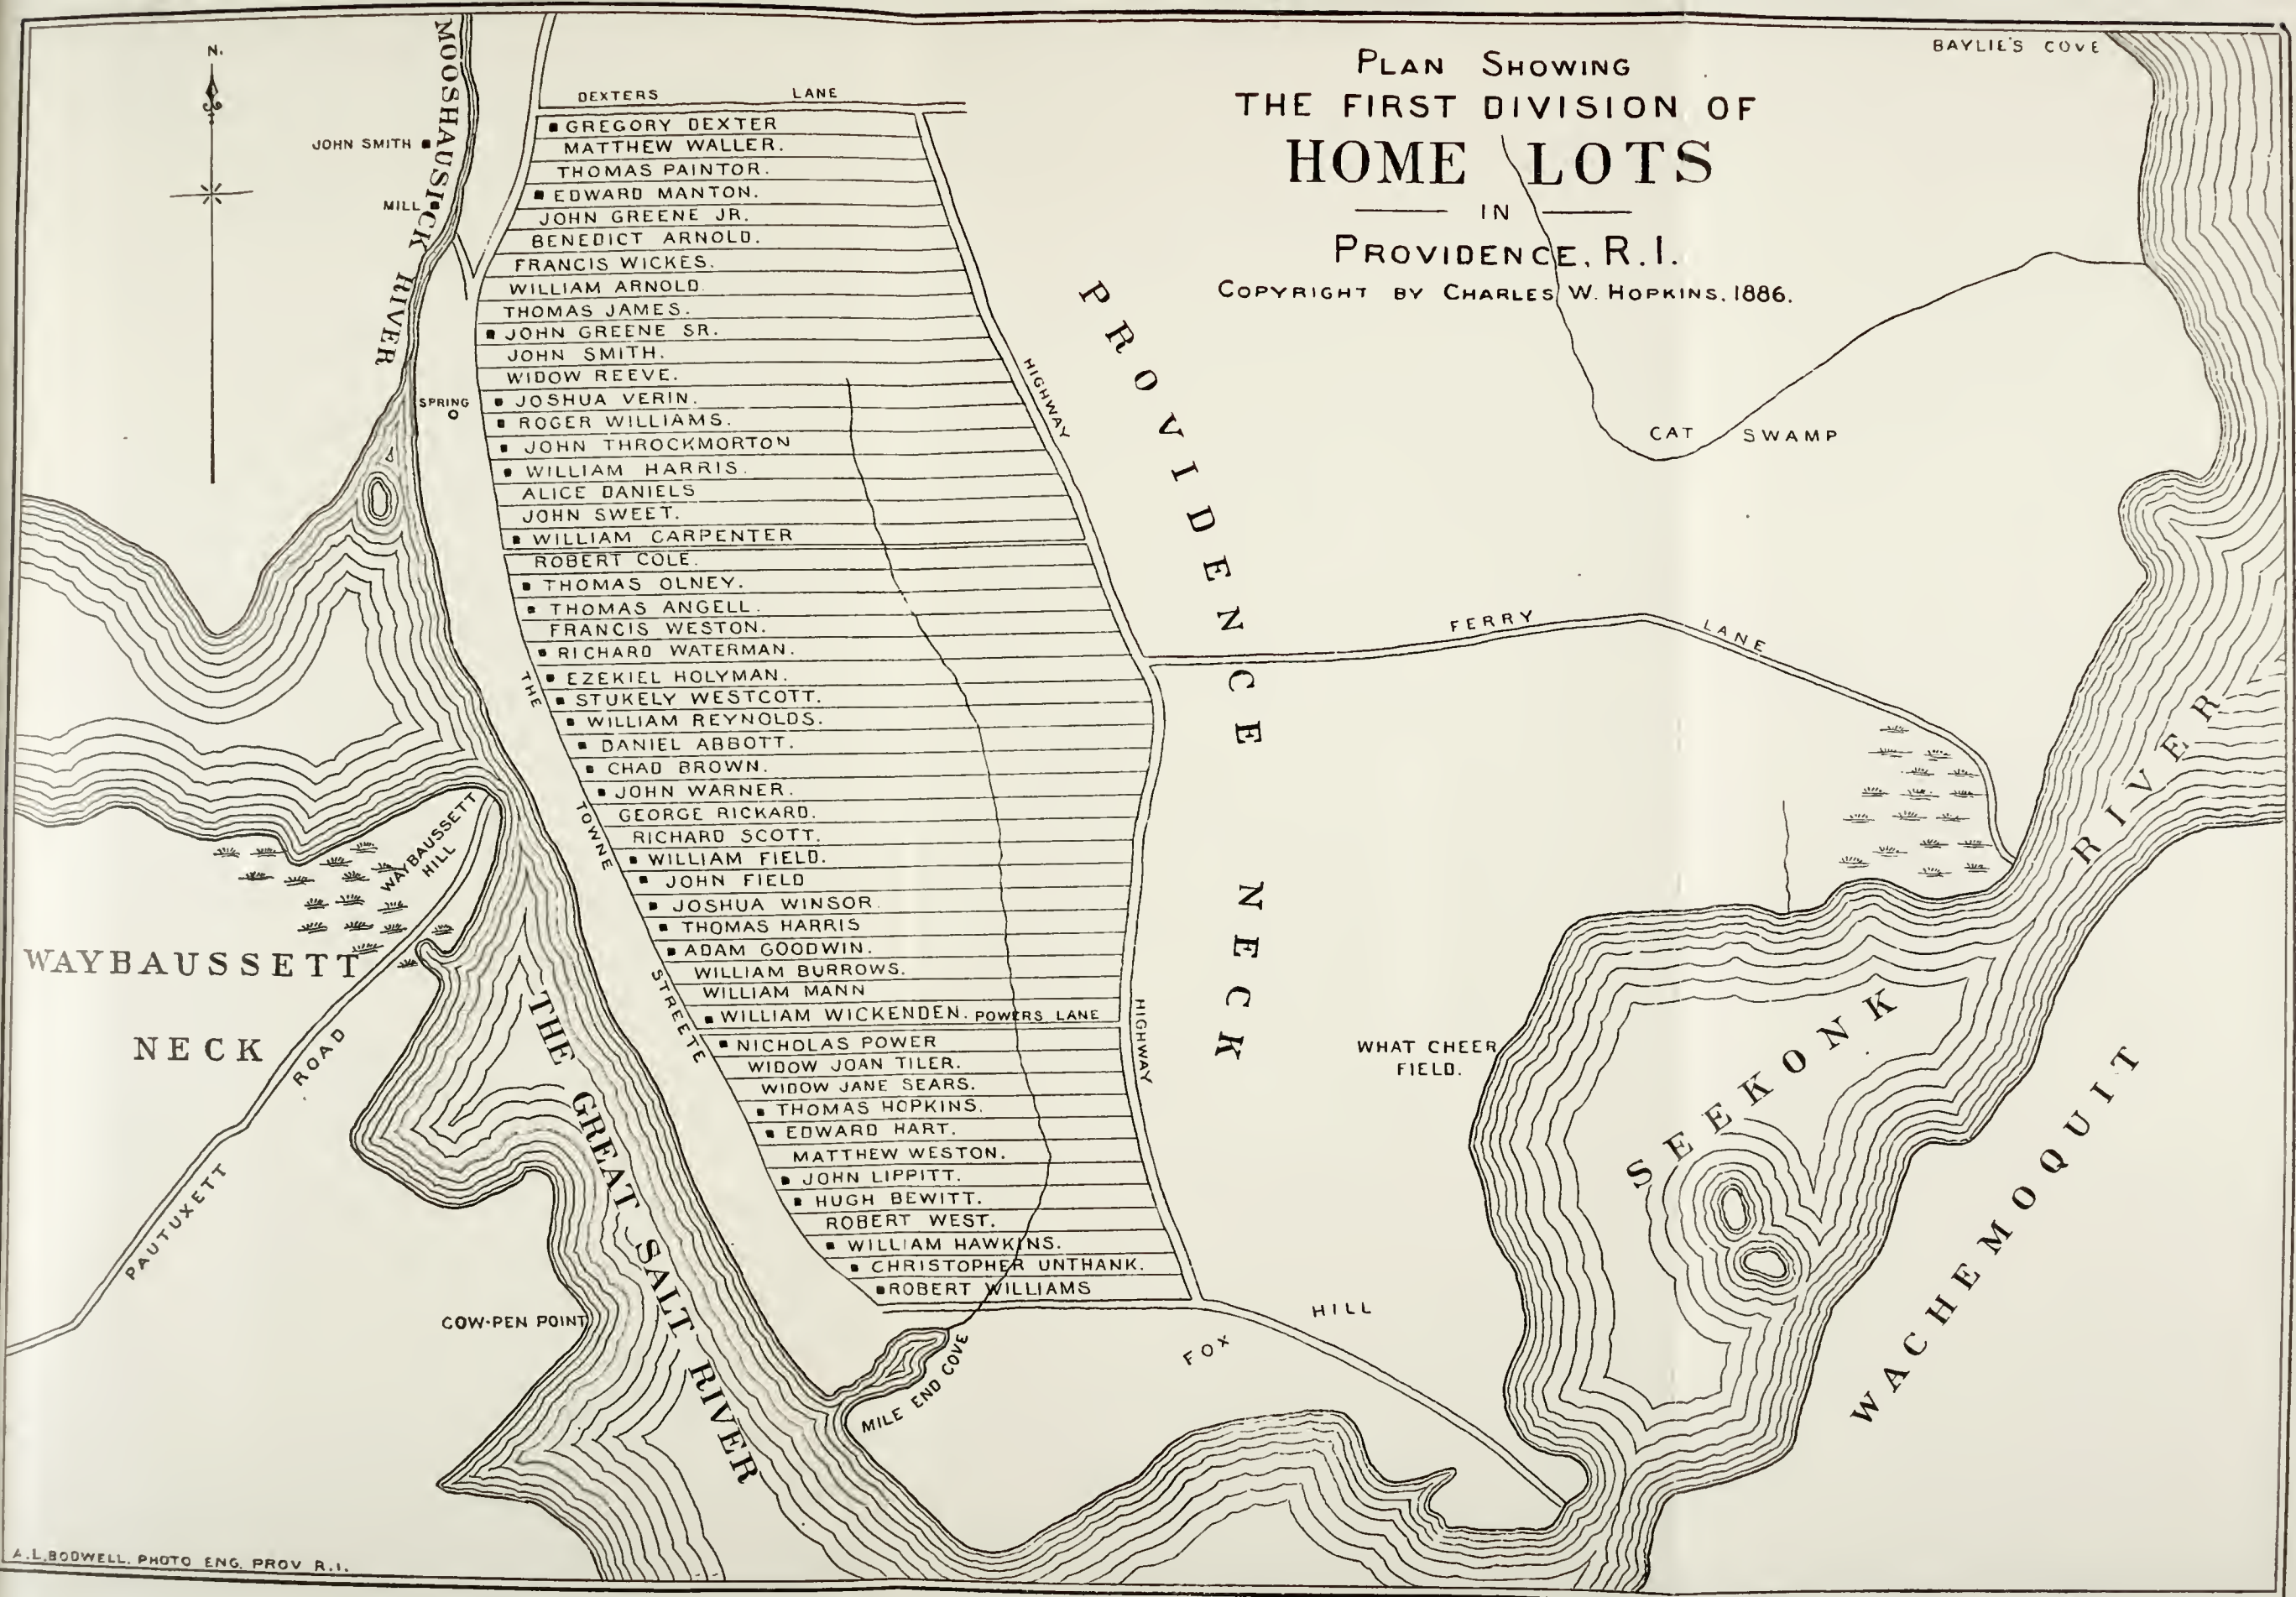 PLAN SHOWING
THE FIRST DIVISION OF
HOME LOTS
IN
PROVIDENCE, R.I.
COPYRIGHT BY CHARLES W. HOPKINS. 1886.
BAYLIE'S COVE
N.
MOOSHAUSICK RIVER
JOHN SMITH
MILL
SPRING
DEXTERS LANE
GREGORY DEXTER
MATTHEW WALLER.
THOMAS PAINTOR.
EDWARD MANTON.
JOHN GREENE JR.
BENEDICT ARNOLD.
FRANCIS WICKES.
WILLIAM ARNOLD.
THOMAS JAMES.
JOHN GREENE SR.
JOHN SMITH.
WIDOW REEVE.
JOSHUA VERIN.
ROGER WILLIAMS.
JOHN THROCKMORTON
WILLIAM HARRIS.
ALICE DANIELS
JOHN SWEET.
WILLIAM CARPENTER
ROBERT COLE.
THOMAS OLNEY.
THOMAS ANGELL.
FRANCIS WESTON.
RICHARD WATERMAN.
EZEKIEL HOLYMAN.
STUKELY WESTCOTT.
WILLIAM REYNOLDS.
DANIEL ABBOTT.
CHAD BROWN.
JOHN WARNER.
GEORGE RICKARD.
RICHARD SCOTT.
WILLIAM FIELD.
JOHN FIELD
JOSHUA WINSOR.
THOMAS HARRIS
ADAM GOODWIN.
WILLIAM BURROWS.
WILLIAM MANN
WILLIAM WICKENDEN. POWERS LANE
NICHOLAS POWER
WIDOW JOAN TILER.
WIDOW JANE SEARS.
THOMAS HOPKINS.
EDWARD HART.
MATTHEW WESTON.
JOHN LIPPITT.
HUGH BEWITT.
ROBERT WEST.
WILLIAM HAWKINS.
CHRISTOPHER UNTHANK.
ROBERT WILLIAMS
THE TOWNE STREETE
HIGHWAY
HIGHWAY
PROVIDENCE NECK
CAT SWAMP
FERRY LANE
WHAT CHEER
FIELD.
SEEKONK RIVER
WACHEMOQUIT
FOX HILL
MILE END COVE
THE GREAT SALT RIVER
COW-PEN POINT
WAYBAUSSETT
HILL
WAYBAUSSETT
NECK
PAUTUXETT ROAD
A.L.BODWELL. PHOTO ENG. PROV R.I.